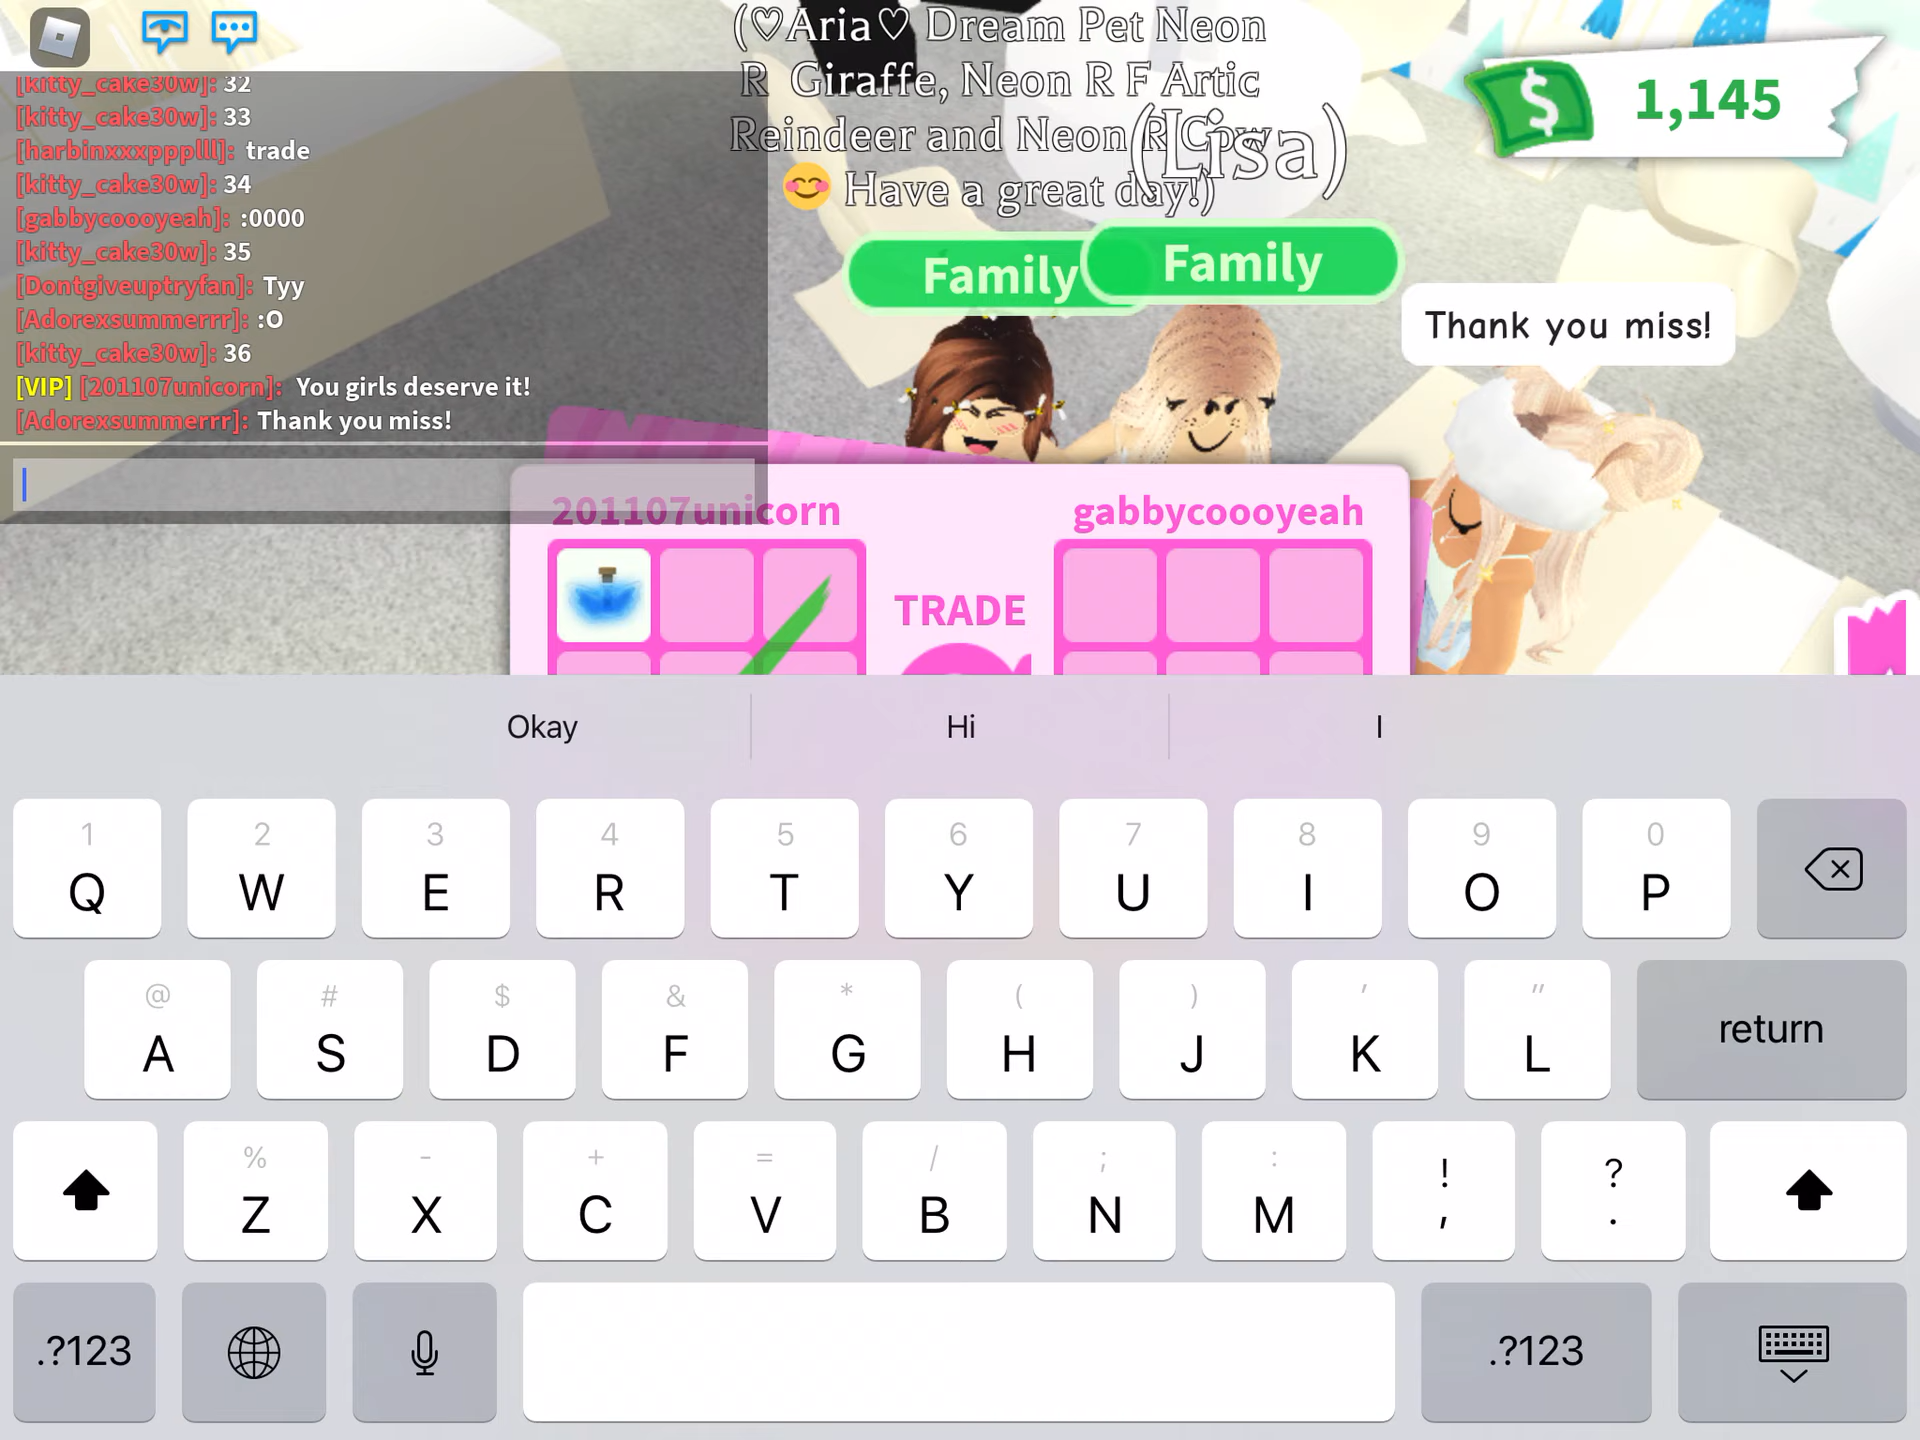 [kitty_cake30w]: 32
[kitty_cake30w]: 33
[harbinxxxppplll]: trade
[kitty_cake30w]: 34
[gabbycoooyeah]: :0000
[kitty_cake30w]: 35
[Dontgiveuptryfan]: Tyy
[Adorexsummerrr]: :O
[kitty_cake30w]: 36
[VIP] [201107unicorn]: You girls deserve it!
[Adorexsummerrr]: Thank you miss!
(♡Aria♡ Dream Pet Neon
R Giraffe, Neon R F Artic
Reindeer and Neon R Cow
😊 Have a great day!)
(Lisa)
1,145
Family
Family
Thank you miss!
201107unicorn
gabbycoooyeah
TRADE
Okay
Hi
I
1 2 3 4 5 6 7 8 9 0
Q W E R T Y U I O P
@ # $ & * ( ) ' "
A S D F G H J K L
return
% - + = / ; : ! ?
Z X C V B N M , .
.?123
.?123